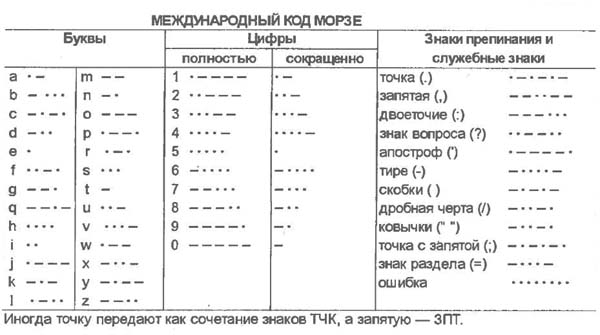 МЕЖДУНАРОДНЫЙ КОД МОРЗЕ
Буквы Цифры Знаки препинания и
полностью сокращенно служебные знаки
a · — m — — 1 · — — — — · — точка (.) · — · — · —
b — · · · n — · 2 · · — — — · · — запятая (,) — — · · — —
c — · — · o — — — 3 · · · — — · · · — двоеточие (:) — — — · · ·
d — · · p · — — · 4 · · · · — · · · · — знак вопроса (?) · · — — · ·
e · r · — · 5 · · · · · · апостроф (') · — — — — ·
f · · — · s · · · 6 — · · · · — · · · · тире (-) — · · · · —
g — — · t — 7 — — · · · — · · · скобки ( ) — · — — · —
q — — · — u · · — 8 — — — · · — · · дробная черта (/) — · · — ·
h · · · · v · · · — 9 — — — — · — · ковычки (" ") · — · · — ·
i · · w · — — 0 — — — — — — точка с запятой (;) — · — · — ·
j · — — — x — · · — знак раздела (=) — · · · —
k — · — y — · — — ошибка · · · · · · · ·
l · — · · z — — · ·
Иногда точку передают как сочетание знаков ТЧК, а запятую — ЗПТ.